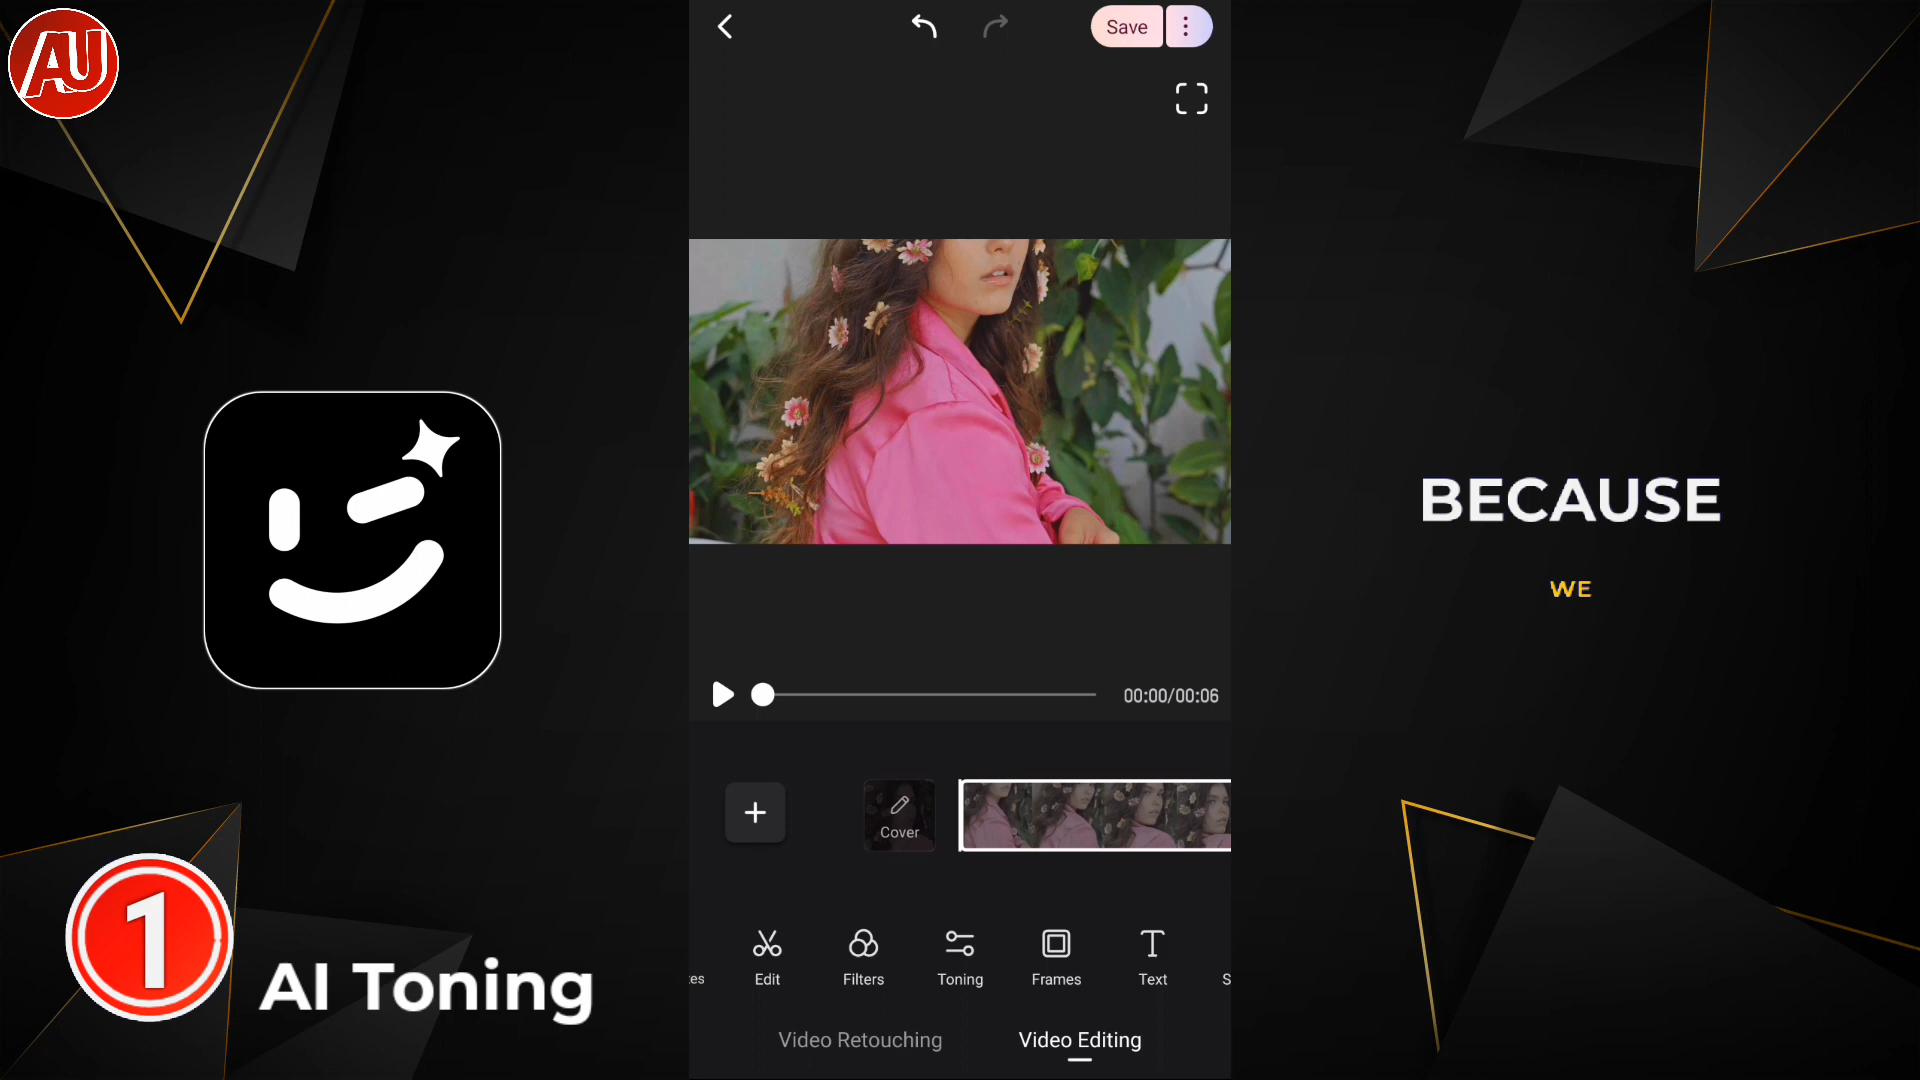 AU
Save
BECAUSE
WE
00:00/00:06
Cover
es
Edit
Filters
Toning
Frames
Text
S
1
AI Toning
Video Retouching
Video Editing